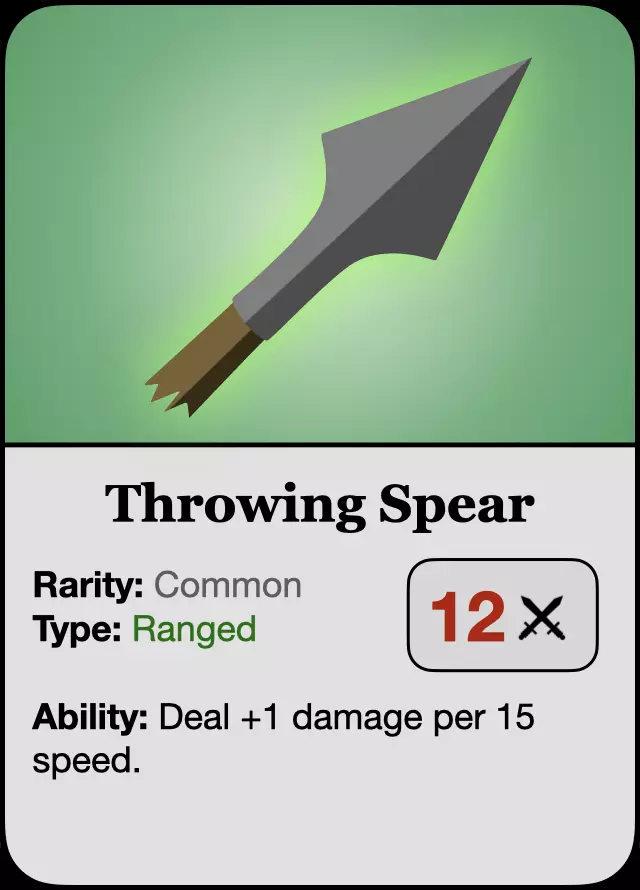 Throwing Spear
Rarity: Common
Type: Ranged
12
Ability: Deal +1 damage per 15
speed.